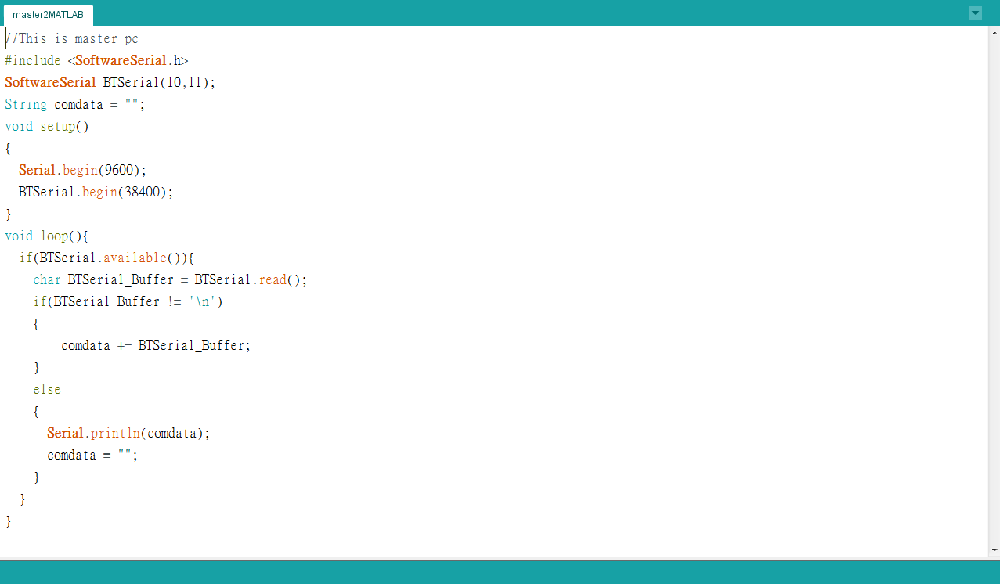 master2MATLAB
//This is master pc
#include <SoftwareSerial.h>
SoftwareSerial BTSerial(10,11);
String comdata = "";
void setup()
{
  Serial.begin(9600);
  BTSerial.begin(38400);
}
void loop(){
  if(BTSerial.available()){
    char BTSerial_Buffer = BTSerial.read();
    if(BTSerial_Buffer != '\n')
    {
        comdata += BTSerial_Buffer;
    }
    else
    {
      Serial.println(comdata);
      comdata = "";
    }
  }
}